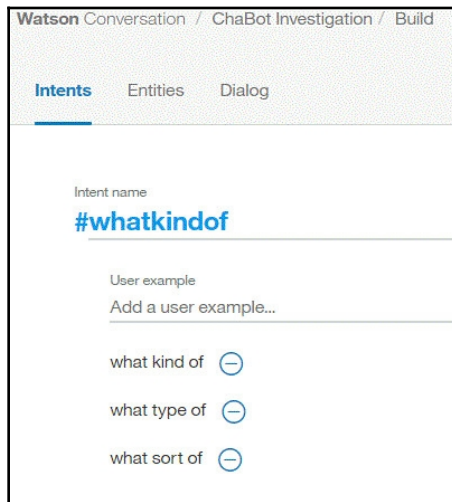 Watson Conversation / ChaBot Investigation / Build
Intents Entities Dialog
Intent name
#whatkindof
User example
Add a user example...
what kind of
what type of
what sort of